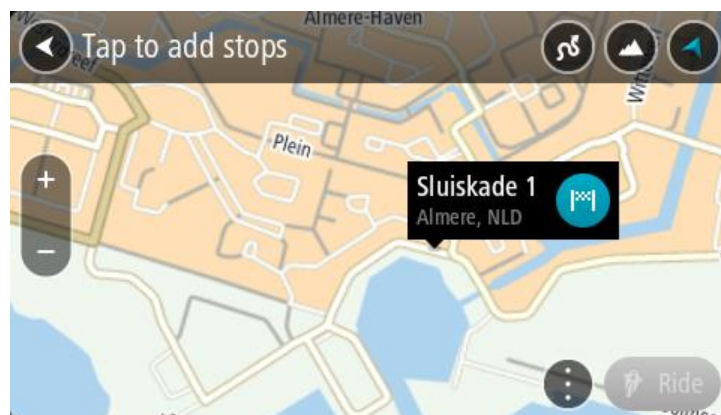 Almere-Haven
Tap to add stops
Plein
+
Sluiskade 1
Almere, NLD
−
Ride